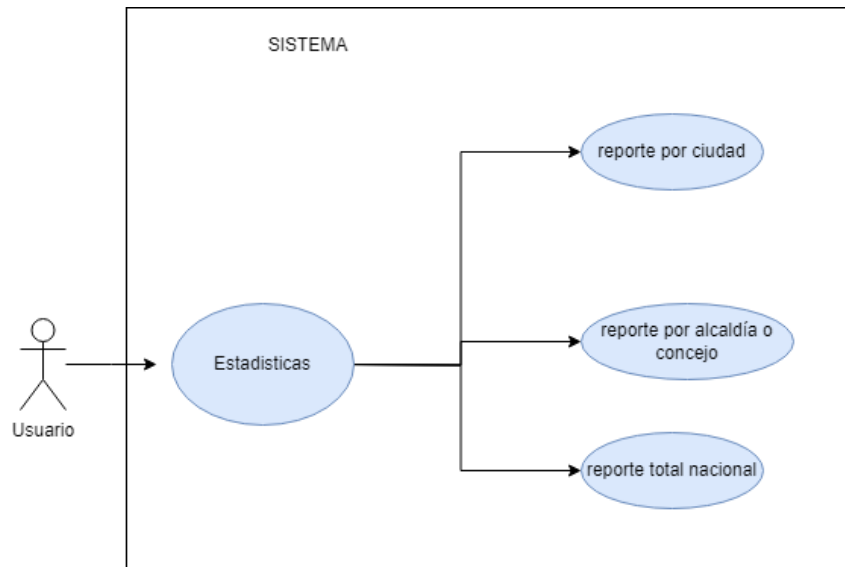 SISTEMA
reporte por ciudad
reporte por alcaldía o
concejo
Estadisticas
Usuario
reporte total nacional